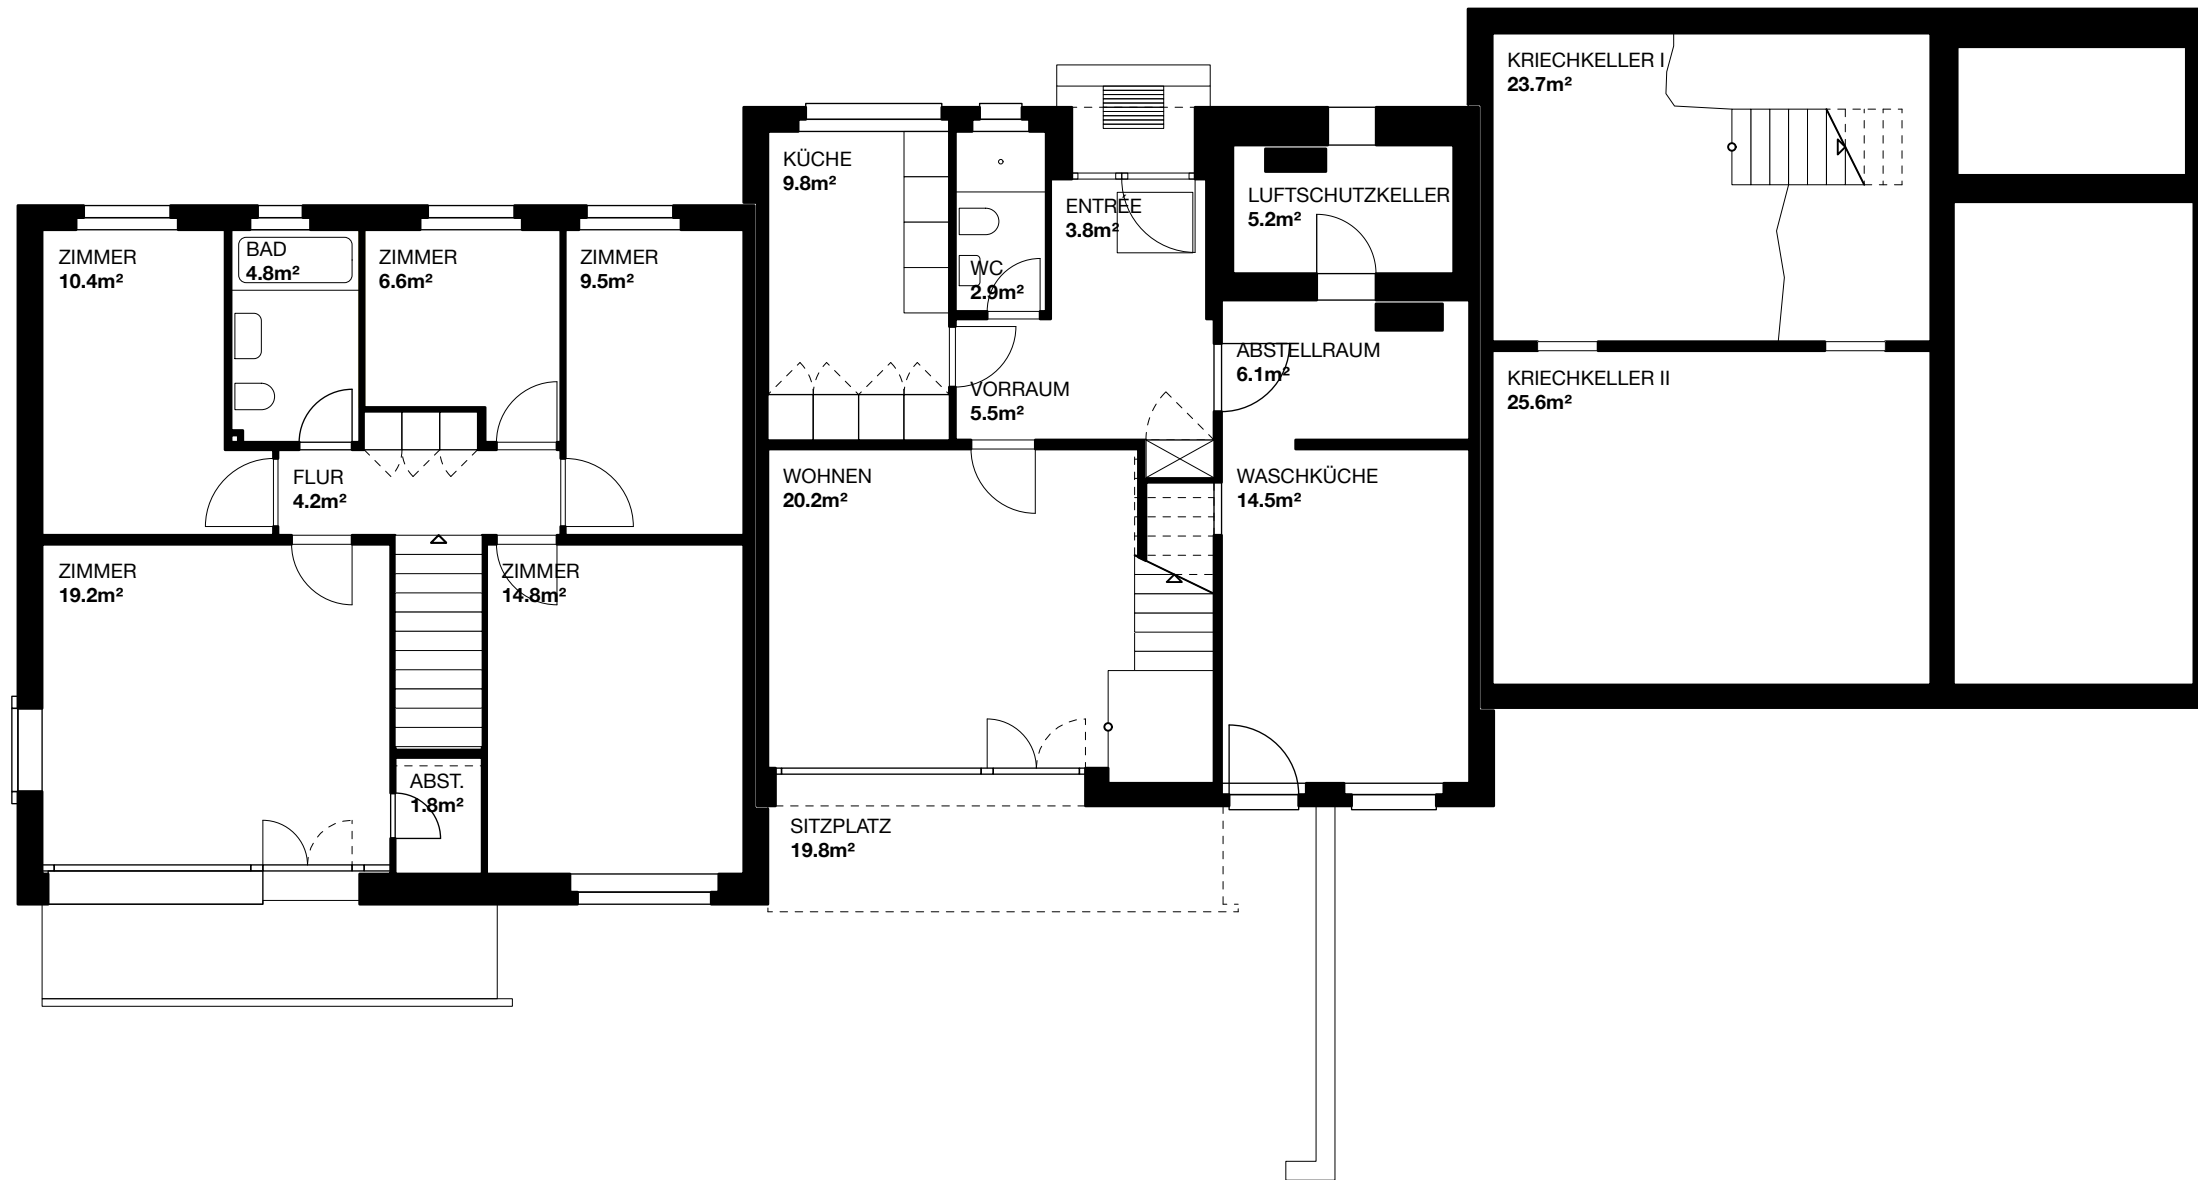 ZIMMER
10.4m²
BAD
4.8m²
ZIMMER
6.6m²
ZIMMER
9.5m²
FLUR
4.2m²
ZIMMER
19.2m²
ZIMMER
14.8m²
ABST.
1.8m²
KÜCHE
9.8m²
WC
2.9m²
ENTRÉE
3.8m²
VORRAUM
5.5m²
WOHNEN
20.2m²
SITZPLATZ
19.8m²
LUFTSCHUTZKELLER
5.2m²
ABSTELLRAUM
6.1m²
WASCHKÜCHE
14.5m²
KRIECHKELLER I
23.7m²
KRIECHKELLER II
25.6m²